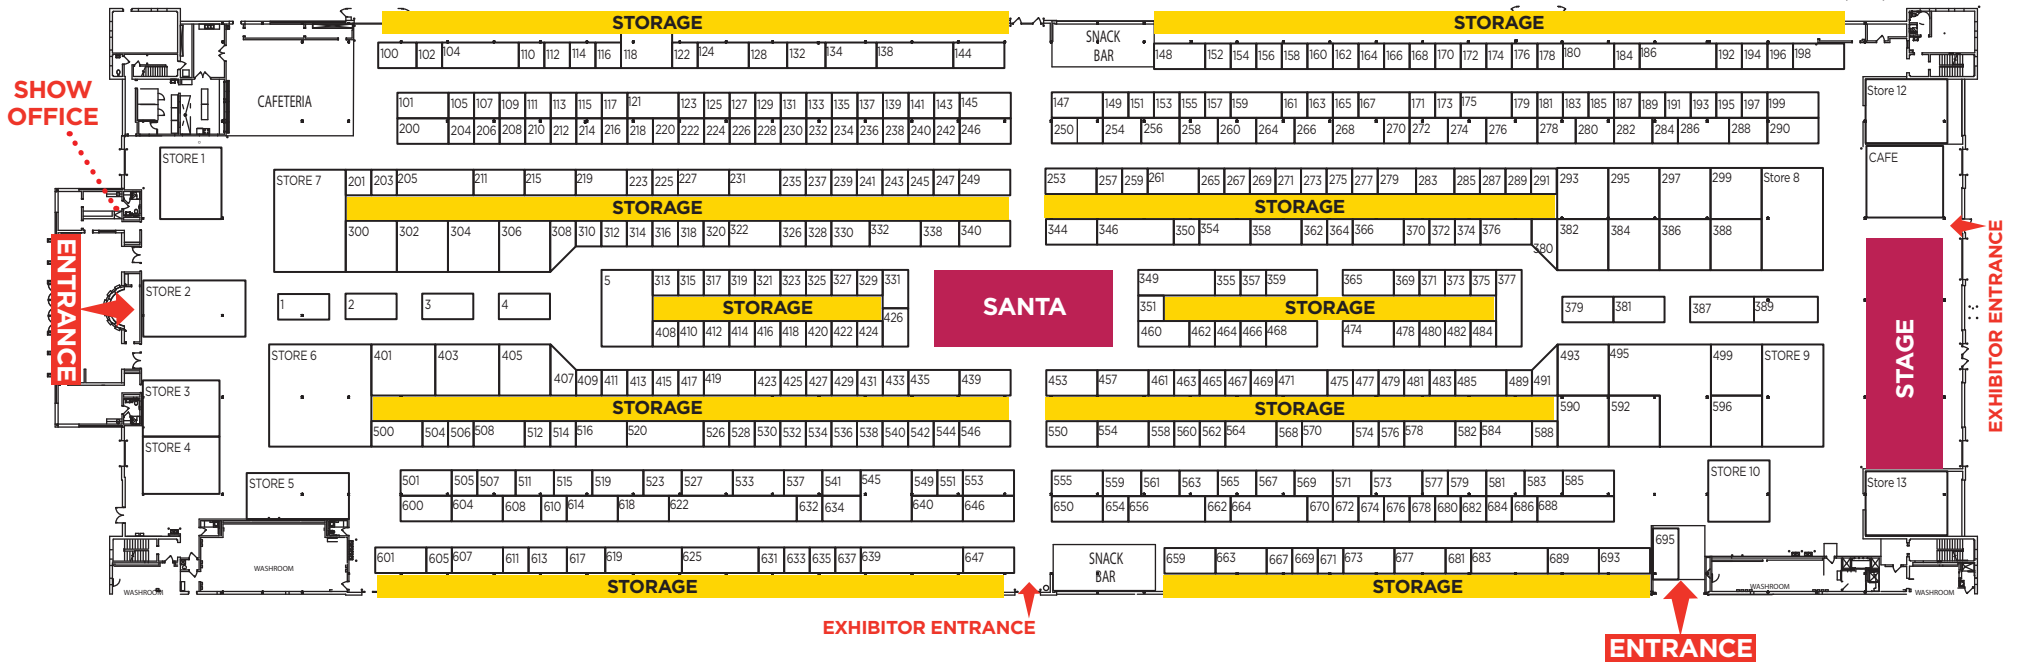 STORAGE STORAGE
100 102 104 110 112 114 116 118 122 124 128 132 134 138 144
SNACK
BAR
148 152 154 156 158 160 162 164 166 168 170 172 174 176 178 180 184 186 192 194 196 198
SHOW
OFFICE
CAFETERIA
101 105 107 109 111 113 115 117 121 123 125 127 129 131 133 135 137 139 141 143 145
147 149 151 153 155 157 159 161 163 165 167 171 173 175 179 181 183 185 187 189 191 193 195 197 199
Store 12
200 204 206 208 210 212 214 216 218 220 222 224 226 228 230 232 234 236 238 240 242 246
250 254 256 258 260 264 266 268 270 272 274 276 278 280 282 284 286 288 290
STORE 1
CAFE
STORE 7
201 203 205 211 215 219 223 225 227 231 235 237 239 241 243 245 247 249
253 257 259 261 265 267 269 271 273 275 277 279 283 285 287 289 291 293 295 297 299
Store 8
STORAGE STORAGE
300 302 304 306 308 310 312 314 316 318 320 322 326 328 330 332 338 340
344 346 350 354 358 362 364 366 370 372 374 376 380 382 384 386 388
ENTRANCE
EXHIBITOR ENTRANCE
STORE 2
1 2 3 4 5
313 315 317 319 321 323 325 327 329 331
STORAGE
426
408 410 412 414 416 418 420 422 424
SANTA
349 355 357 359 365 369 371 373 375 377
351
STORAGE
460 462 464 466 468 474 478 480 482 484
379 381 387 389
STAGE
STORE 6
401 403 405 407 409 411 413 415 417 419 423 425 427 429 431 433 435 439
453 457 461 463 465 467 469 471 475 477 479 481 483 485 489 491 493 495 499
STORE 9
STORE 3
STORAGE STORAGE
590 592 596
500 504 506 508 512 514 516 520 526 528 530 532 534 536 538 540 542 544 546
550 554 558 560 562 564 568 570 574 576 578 582 584 588
STORE 4
STORE 5
501 505 507 511 515 519 523 527 533 537 541 545 549 551 553
555 559 561 563 565 567 569 571 573 577 579 581 583 585
STORE 10
Store 13
600 604 608 610 614 618 622 632 634 640 646
650 654 656 662 664 670 672 674 676 678 680 682 684 686 688
601 605 607 611 613 617 619 625 631 633 635 637 639 647
SNACK
BAR
659 663 667 669 671 673 677 681 683 689 693
695
WASHROOM
WASHROOM
STORAGE STORAGE
WASHROOM
WASHROOM
EXHIBITOR ENTRANCE
ENTRANCE